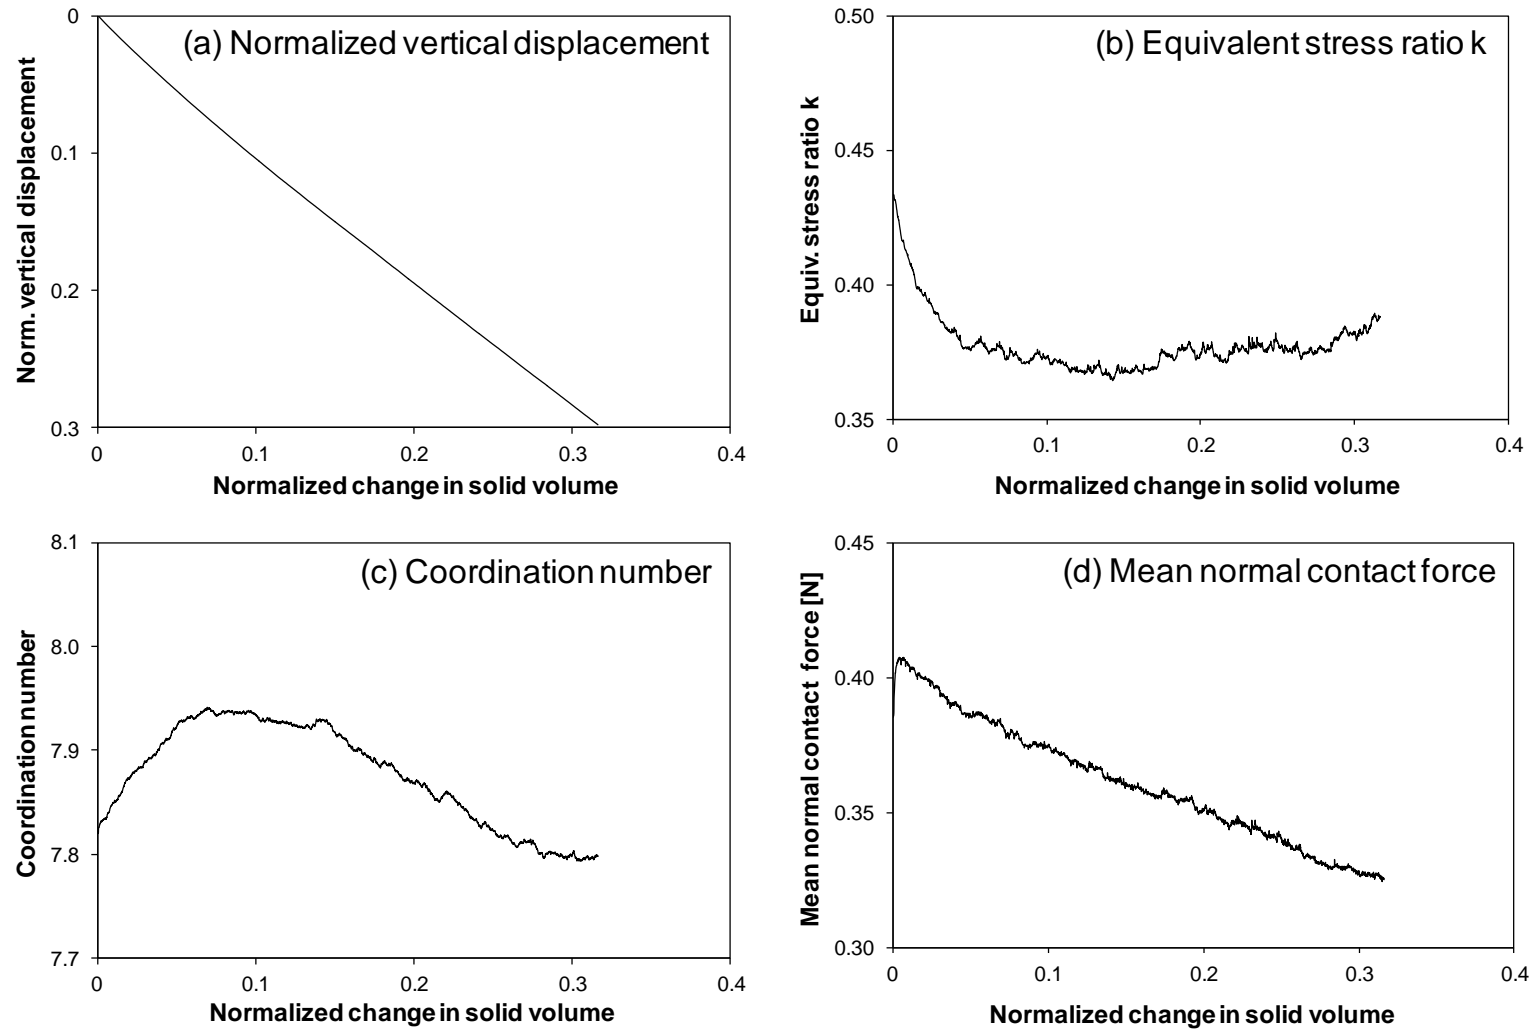 (a) Normalized vertical displacement
Norm. vertical displacement
0
0.1
0.2
0.3
0 0.1 0.2 0.3 0.4
Normalized change in solid volume
(b) Equivalent stress ratio k
Equiv. stress ratio k
0.50
0.45
0.40
0.35
0 0.1 0.2 0.3 0.4
Normalized change in solid volume
(c) Coordination number
Coordination number
8.1
8.0
7.9
7.8
7.7
0 0.1 0.2 0.3 0.4
Normalized change in solid volume
(d) Mean normal contact force [N]
Mean normal contact force [N]
0.45
0.40
0.35
0.30
0 0.1 0.2 0.3 0.4
Normalized change in solid volume